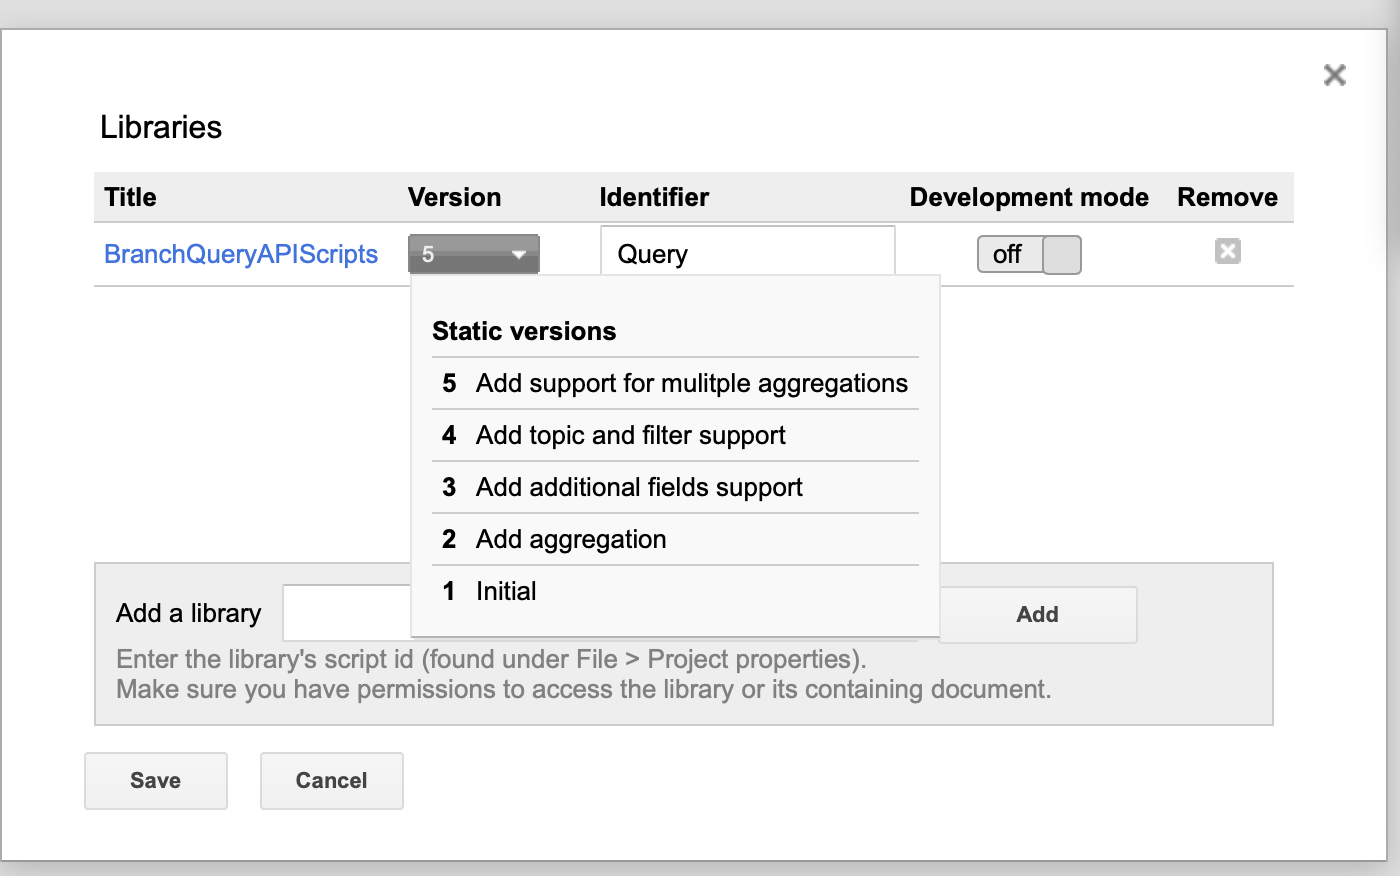 Libraries
Title Version Identifier Development mode Remove
BranchQueryAPIScripts 5 Query off
Static versions
5 Add support for mulitple aggregations
4 Add topic and filter support
3 Add additional fields support
2 Add aggregation
1 Initial
Add a library Add
Enter the library's script id (found under File > Project properties).
Make sure you have permissions to access the library or its containing document.
Save Cancel